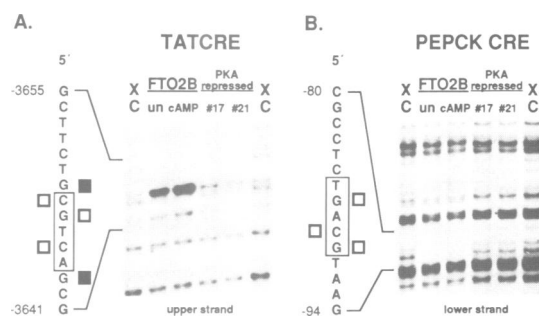 A.
TATCRE
5´
-3655
G
C
T
T
C
T
G
C
G
T
C
A
G
C
G
-3641
X
C
FTO2B
un cAMP
PKA
repressed
#17 #21
X
C
upper strand
B.
PEPCK CRE
5´
-80
C
G
C
C
T
C
T
G
A
C
G
T
A
A
G
-94
X
C
FTO2B
un cAMP
PKA
repressed
#17 #21
X
C
lower strand